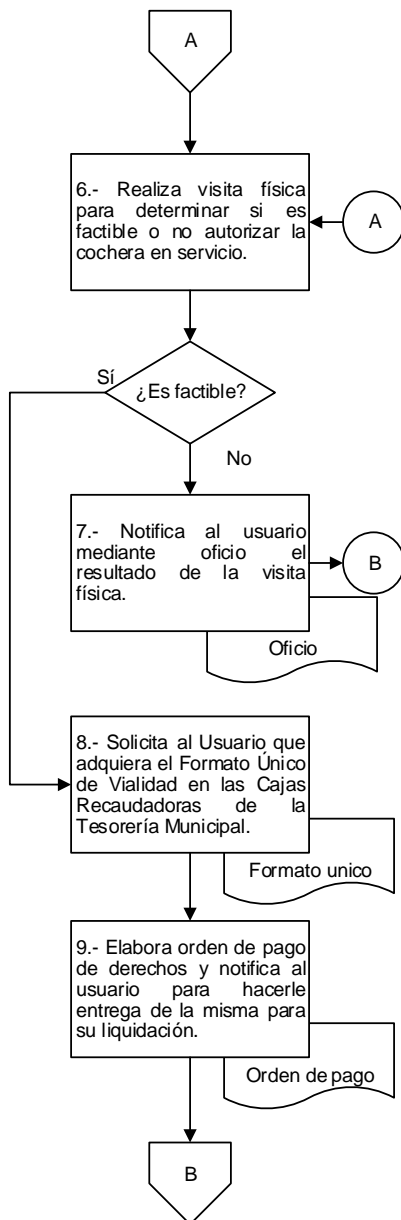 A
6.- Realiza visita física
para determinar si es
factible o no autorizar la
cochera en servicio.
A
Sí
¿Es factible?
No
7.- Notifica al usuario
mediante oficio el
resultado de la visita
física.
B
Oficio
8.- Solicita al Usuario que
adquiera el Formato Único
de Vialidad en las Cajas
Recaudadoras de la
Tesorería Municipal.
Formato unico
9.- Elabora orden de pago
de derechos y notifica al
usuario para hacerle
entrega de la misma para
su liquidación.
Orden de pago
B